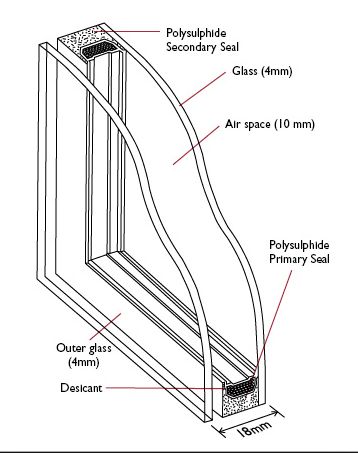 Polysulphide
Secondary Seal
Glass (4mm)
Air space (10 mm)
Polysulphide
Primary Seal
Outer glass
(4mm)
Desicant
18mm